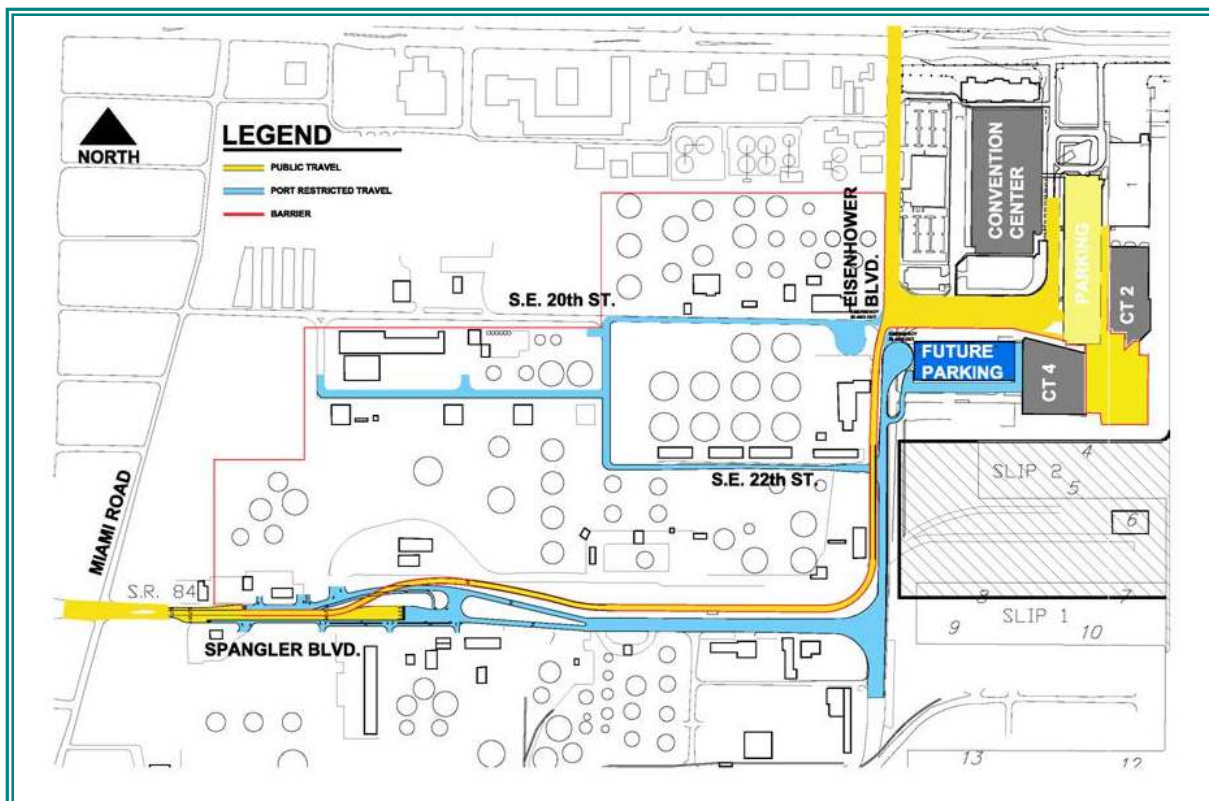 NORTH
LEGEND
PUBLIC TRAVEL
PORT RESTRICTED TRAVEL
BARRIER
CONVENTION
CENTER
1
PARKING
CT 2
EISENHOWER
BLVD.
S.E. 20th ST.
FUTURE
PARKING
CT 4
S.E. 22th ST.
4
SLIP 2
5
6
MIAMI ROAD
S.R. 84
8
7
SLIP 1
9
10
SPANGLER BLVD.
13
12